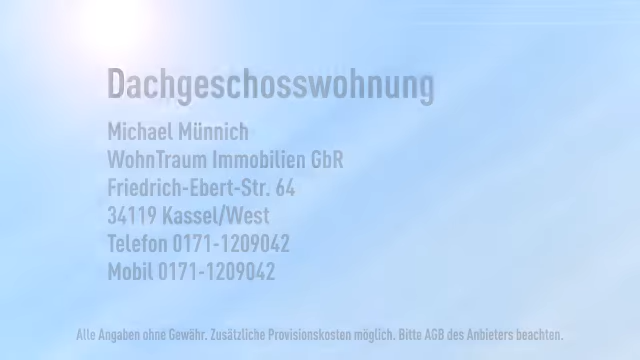 Dachgeschosswohnung
Michael Münnich
WohnTraum Immobilien GbR
Friedrich-Ebert-Str. 64
34119 Kassel/West
Telefon 0171-1209042
Mobil 0171-1209042
Alle Angaben ohne Gewähr. Zusätzliche Provisionskosten möglich. Bitte AGB des Anbieters beachten.